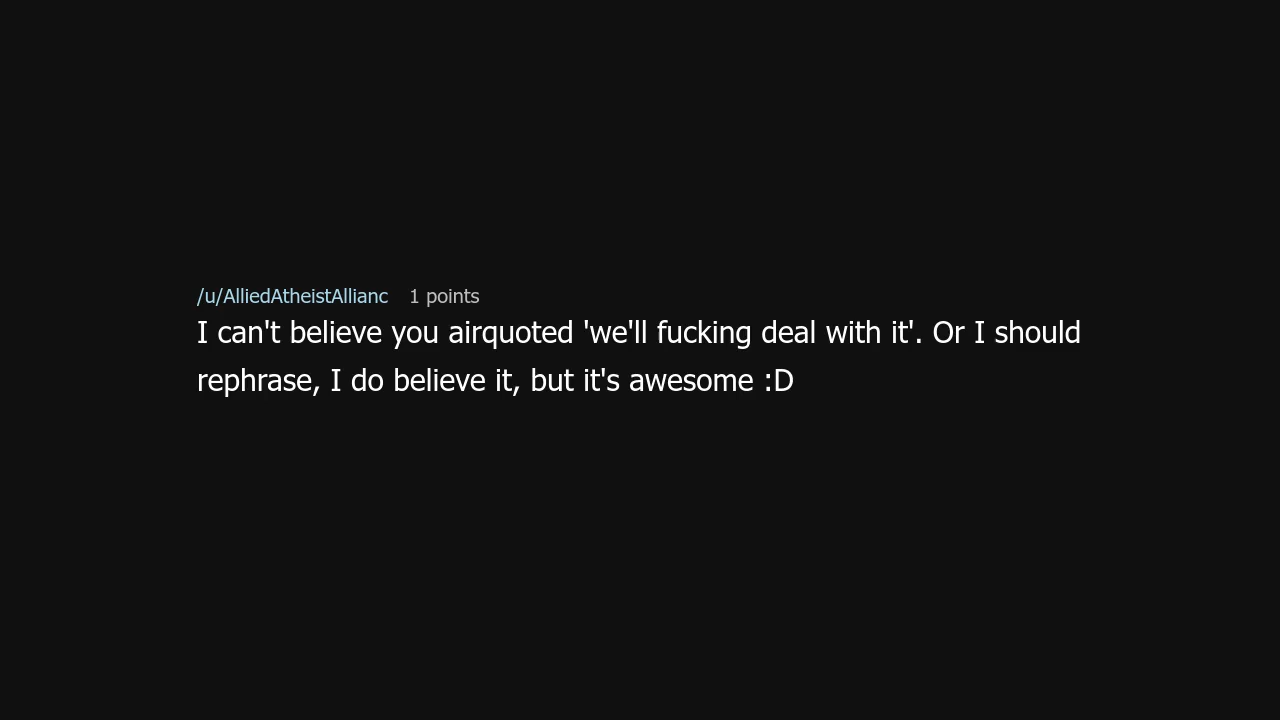 /u/AlliedAtheistAllianc 1 points
I can't believe you airquoted 'we'll fucking deal with it'. Or I should
rephrase, I do believe it, but it's awesome :D